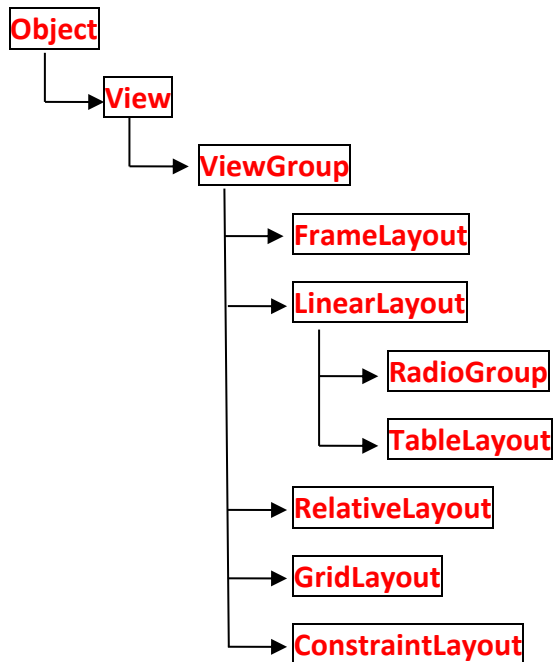 Object
View
ViewGroup
FrameLayout
LinearLayout
RadioGroup
TableLayout
RelativeLayout
GridLayout
ConstraintLayout